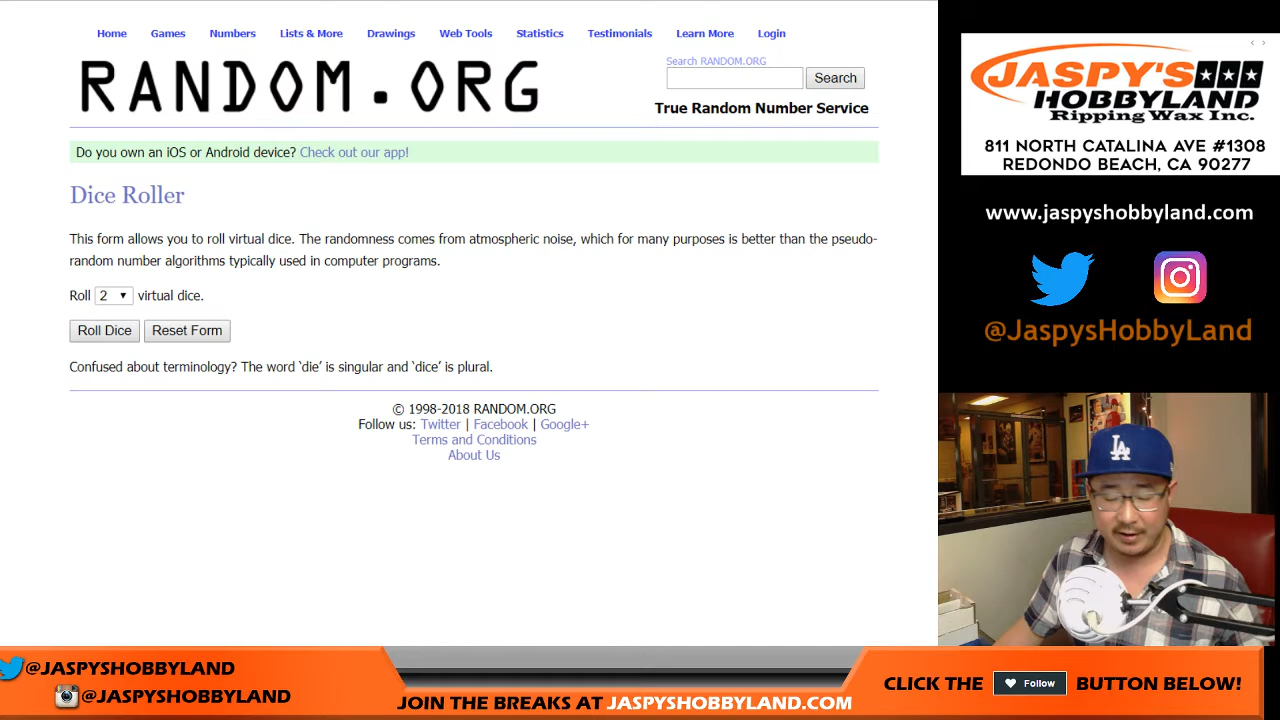 Home Games Numbers Lists & More Drawings Web Tools Statistics Testimonials Learn More Login
RANDOM.ORG
Search RANDOM.ORG
Search
True Random Number Service
Do you own an iOS or Android device? Check out our app!
Dice Roller
This form allows you to roll virtual dice. The randomness comes from atmospheric noise, which for many purposes is better than the pseudo-
random number algorithms typically used in computer programs.
Roll 2 ▼ virtual dice.
Roll Dice Reset Form
Confused about terminology? The word ‘die’ is singular and ‘dice’ is plural.
© 1998-2018 RANDOM.ORG
Follow us: Twitter | Facebook | Google+
Terms and Conditions
About Us
JASPY'S
HOBBYLAND
Ripping Wax Inc.
811 NORTH CATALINA AVE #1308
REDONDO BEACH, CA 90277
www.jaspyshobbyland.com
@JaspysHobbyLand
LA
@JASPYSHOBBYLAND
@JASPYSHOBBYLAND
JOIN THE BREAKS AT JASPYSHOBBYLAND.COM
CLICK THE Follow BUTTON BELOW!